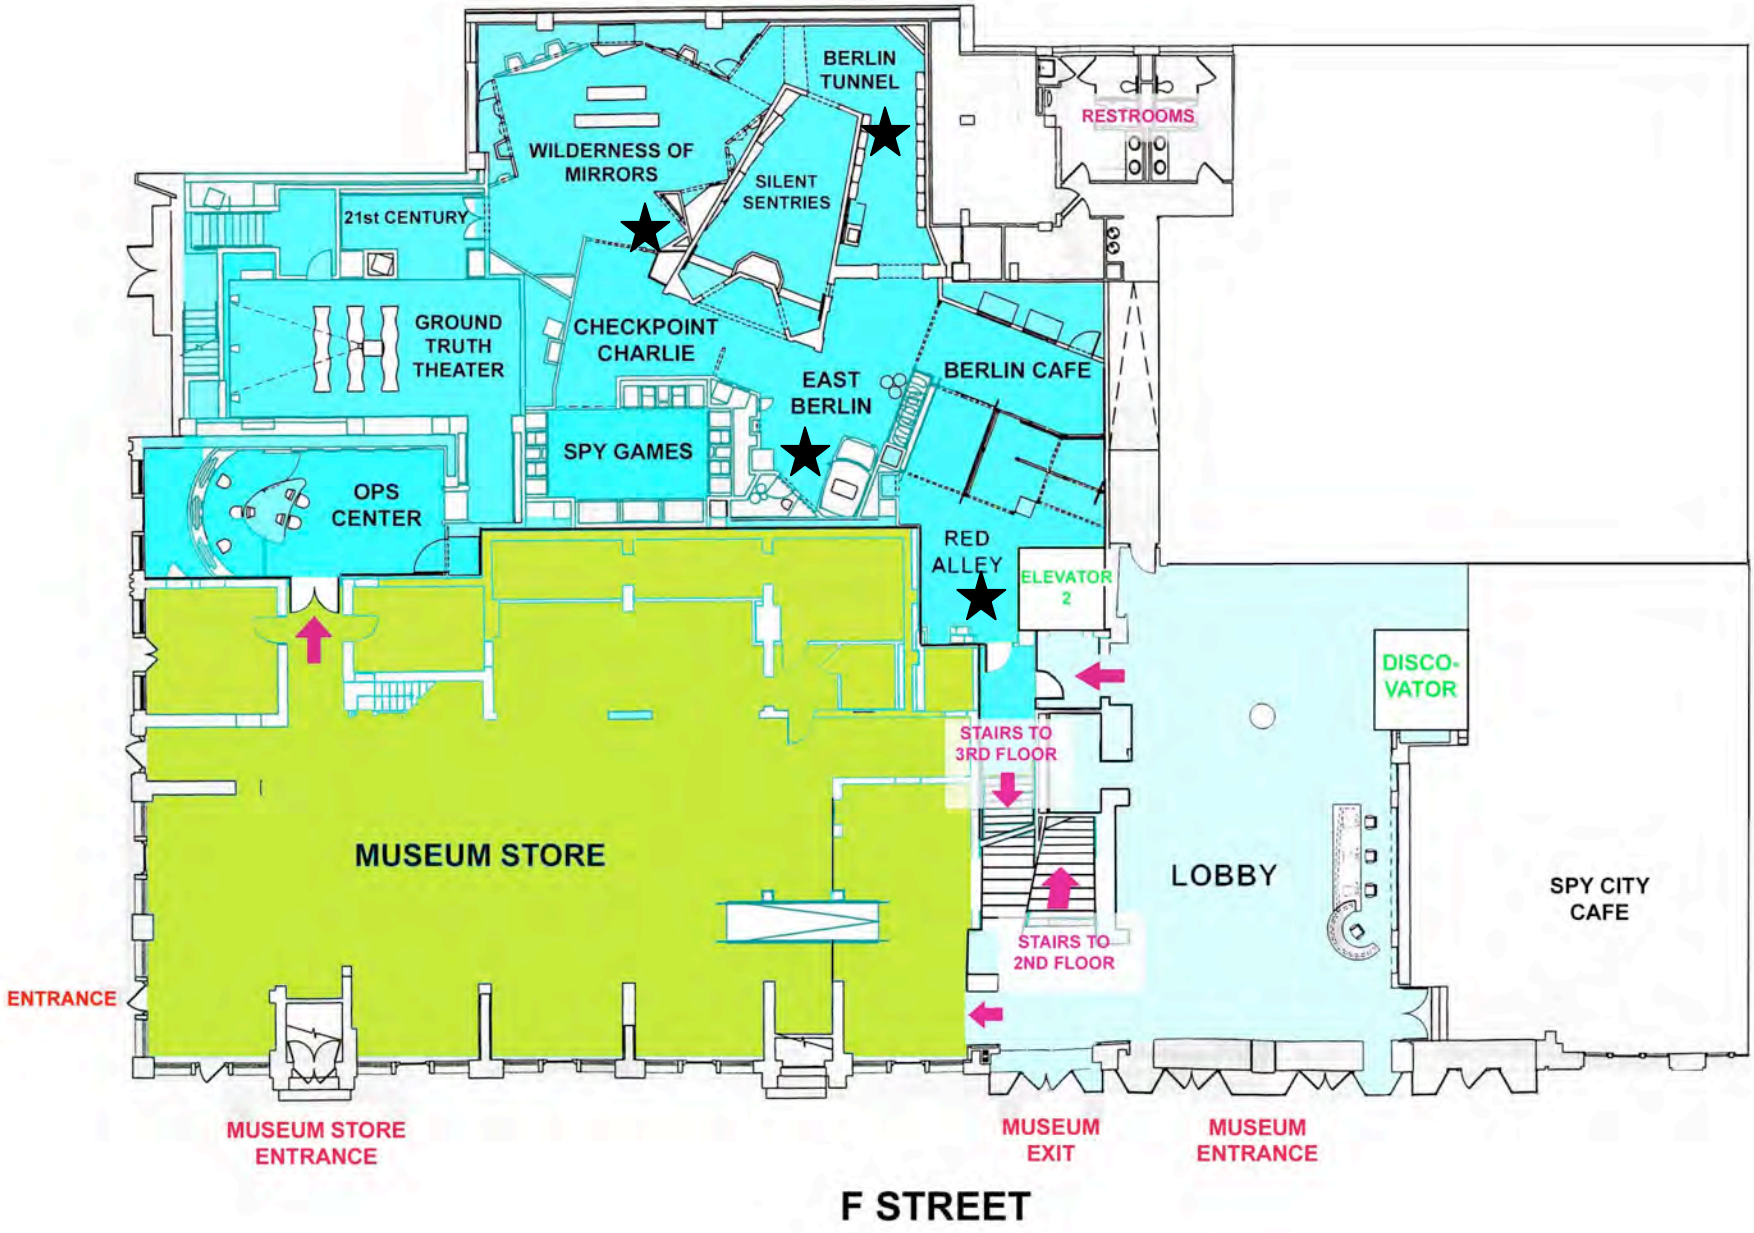 BERLIN
TUNNEL
RESTROOMS
WILDERNESS OF
MIRRORS
SILENT
SENTRIES
21st CENTURY
GROUND
TRUTH
THEATER
CHECKPOINT
CHARLIE
EAST
BERLIN
BERLIN CAFE
SPY GAMES
OPS
CENTER
RED
ALLEY
ELEVATOR
2
DISCO-
VATOR
STAIRS TO
3RD FLOOR
MUSEUM STORE
LOBBY
SPY CITY
CAFE
STAIRS TO
2ND FLOOR
ENTRANCE
MUSEUM STORE
ENTRANCE
MUSEUM
EXIT
MUSEUM
ENTRANCE
F STREET